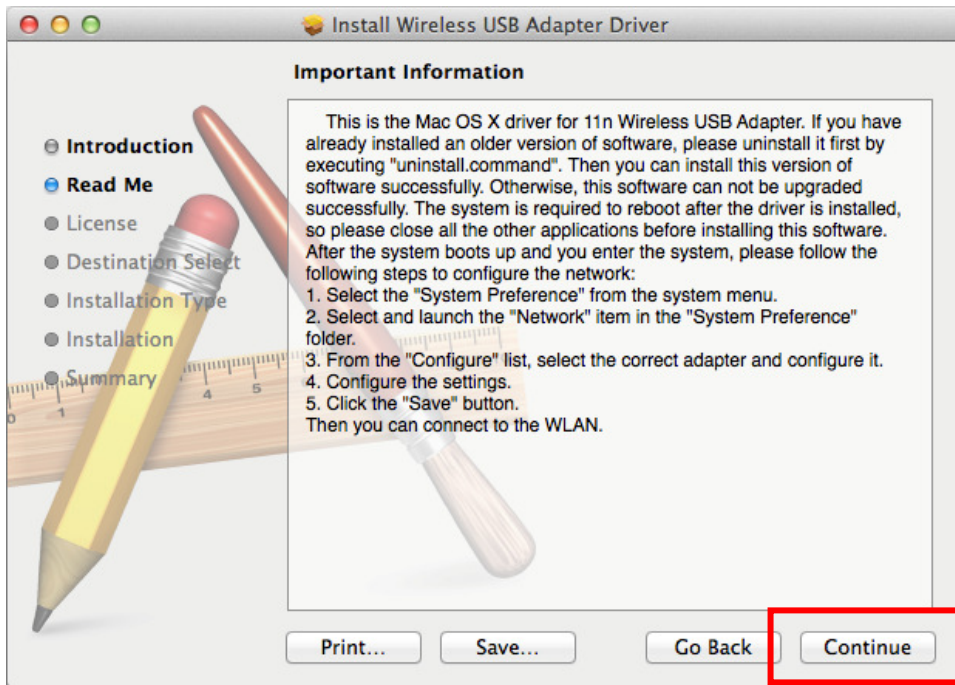 Install Wireless USB Adapter Driver
Important Information
Introduction
Read Me
License
Destination Select
Installation Type
Installation
Summary
This is the Mac OS X driver for 11n Wireless USB Adapter. If you have
already installed an older version of software, please uninstall it first by
executing "uninstall.command". Then you can install this version of
software successfully. Otherwise, this software can not be upgraded
successfully. The system is required to reboot after the driver is installed,
so please close all the other applications before installing this software.
After the system boots up and you enter the system, please follow the
following steps to configure the network:
1. Select the "System Preference" from the system menu.
2. Select and launch the "Network" item in the "System Preference"
folder.
3. From the "Configure" list, select the correct adapter and configure it.
4. Configure the settings.
5. Click the "Save" button.
Then you can connect to the WLAN.
0 1 4 5
Print... Save... Go Back Continue